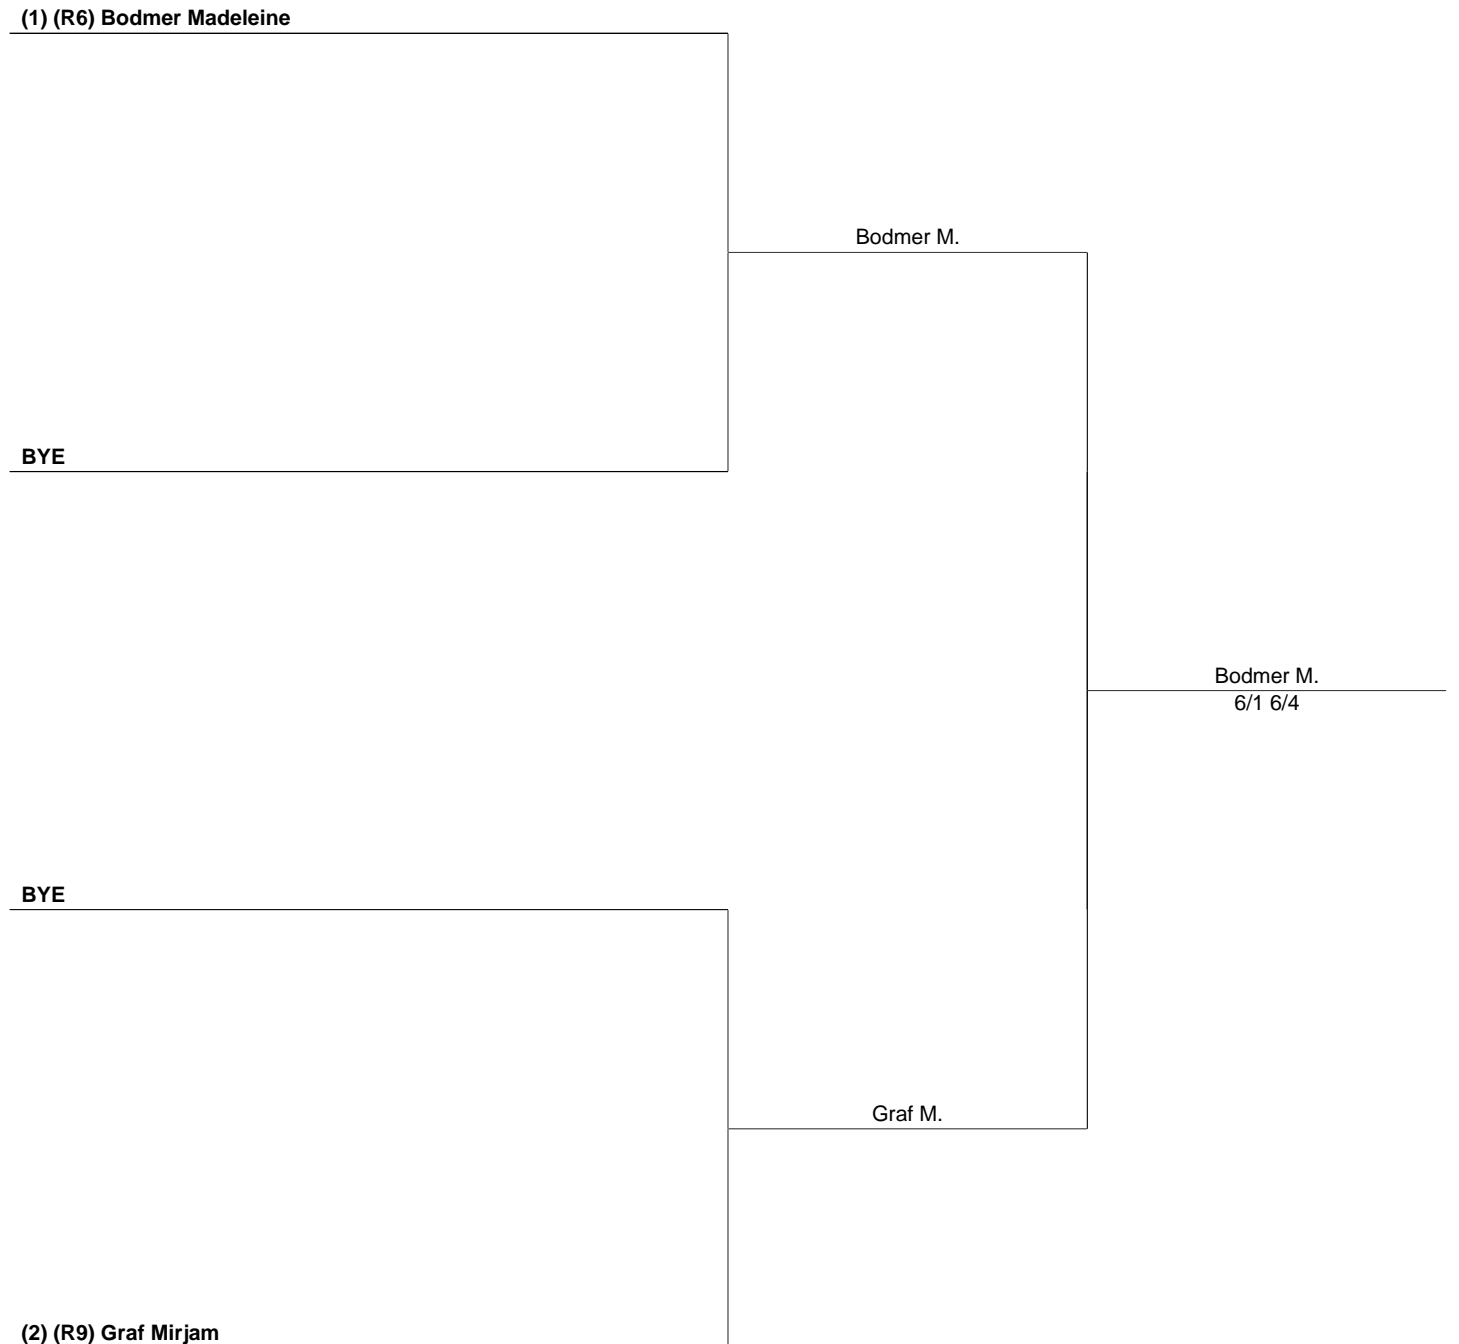 (1) (R6) Bodmer Madeleine
Bodmer M.
BYE
Bodmer M.
6/1 6/4
BYE
Graf M.
(2) (R9) Graf Mirjam